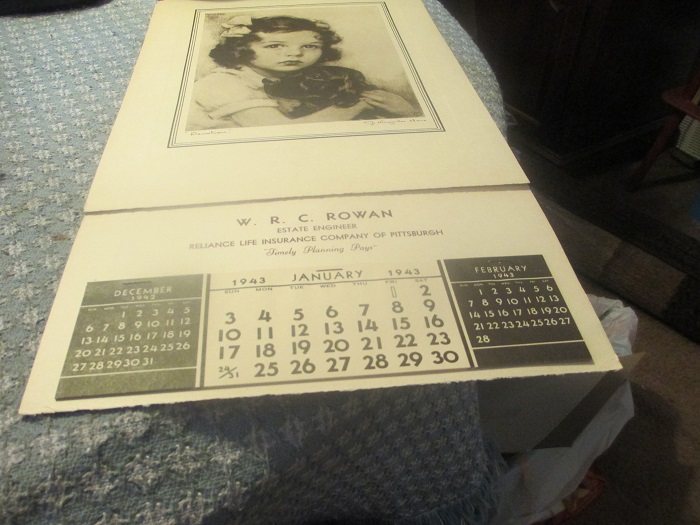 Devotion
W. R. C. ROWAN
ESTATE ENGINEER
RELIANCE LIFE INSURANCE COMPANY OF PITTSBURGH
"Timely Planning Pays"
DECEMBER
1942
1 2 3 4 5
6 7 8 9 10 11 12
13 14 15 16 17 18 19
20 21 22 23 24 25 26
27 28 29 30 31
1943 JANUARY 1943
SUN MON TUE WED THU FRI SAT
1 2
3 4 5 6 7 8 9
10 11 12 13 14 15 16
17 18 19 20 21 22 23
24/31 25 26 27 28 29 30
FEBRUARY
1943
1 2 3 4 5 6
7 8 9 10 11 12 13
14 15 16 17 18 19 20
21 22 23 24 25 26 27
28